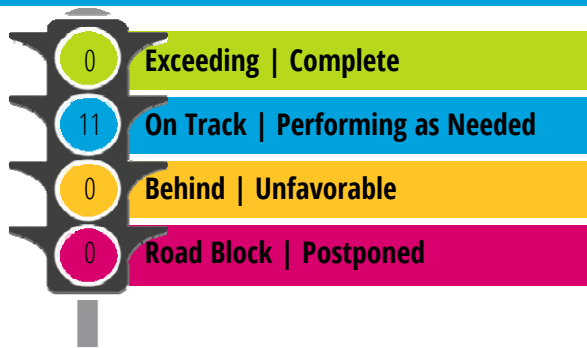 0 Exceeding | Complete
11 On Track | Performing as Needed
0 Behind | Unfavorable
0 Road Block | Postponed